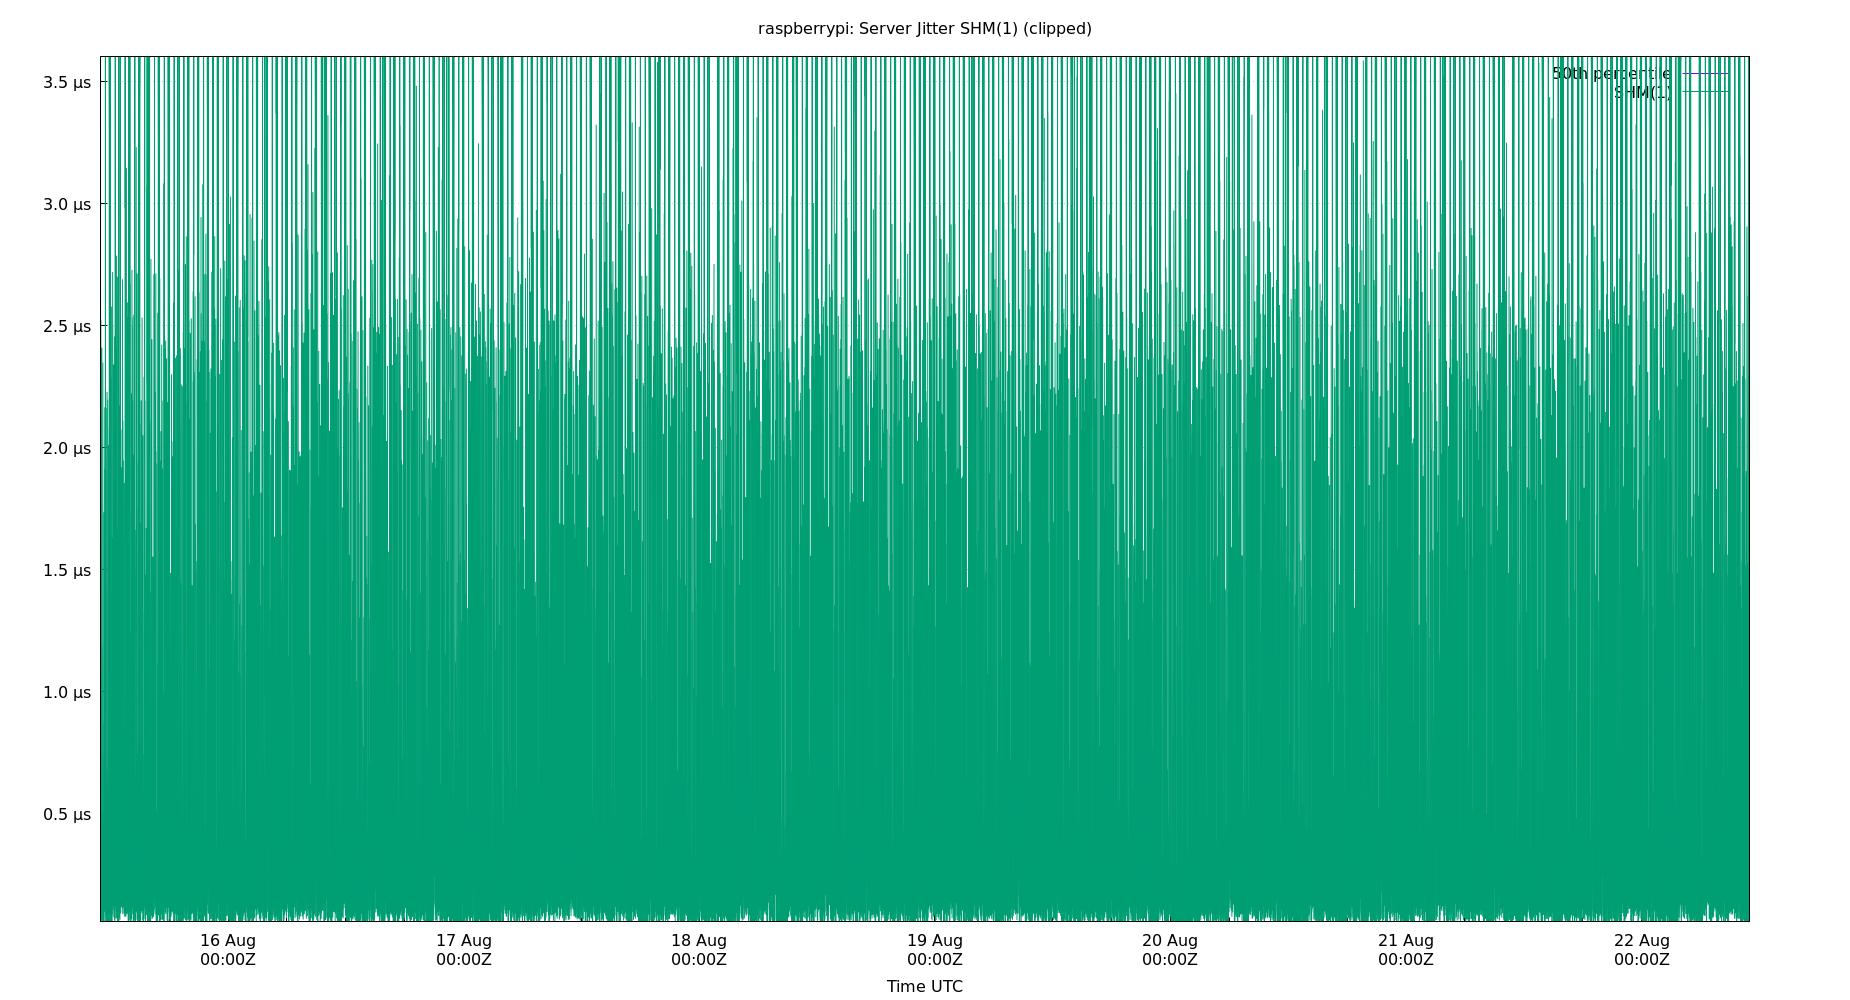 raspberrypi: Server Jitter SHM(1) (clipped)
50th percentile
SHM(1)
3.5 µs
3.0 µs
2.5 µs
2.0 µs
1.5 µs
1.0 µs
0.5 µs
16 Aug 17 Aug 18 Aug 19 Aug 20 Aug 21 Aug 22 Aug
00:00Z 00:00Z 00:00Z 00:00Z 00:00Z 00:00Z 00:00Z
Time UTC